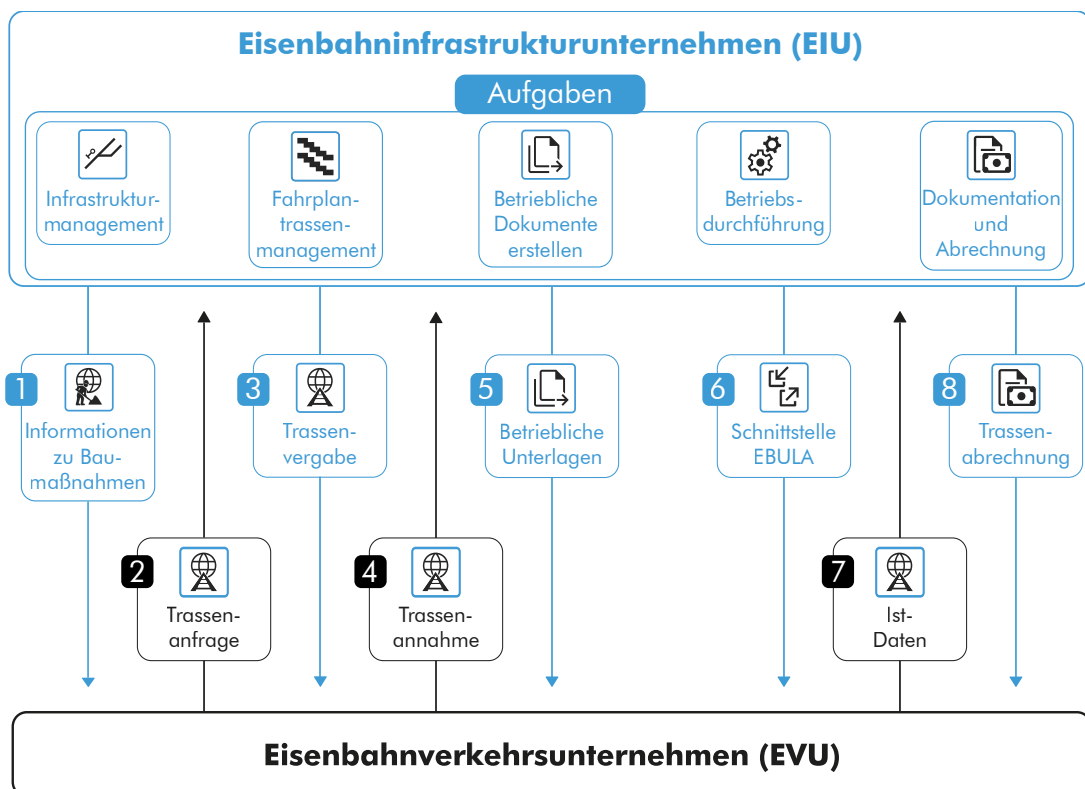 Eisenbahninfrastrukturunternehmen (EIU)
Aufgaben
Infrastruktur-
management
Fahrplan-
trassen-
management
Betriebliche
Dokumente
erstellen
Betriebs-
durchführung
Dokumentation
und
Abrechnung
1
Informationen
zu Bau-
maßnahmen
2
Trassen-
anfrage
3
Trassen-
vergabe
4
Trassen-
annahme
5
Betriebliche
Unterlagen
6
Schnittstelle
EBULA
7
Ist-
Daten
8
Trassen-
abrechnung
Eisenbahnverkehrsunternehmen (EVU)